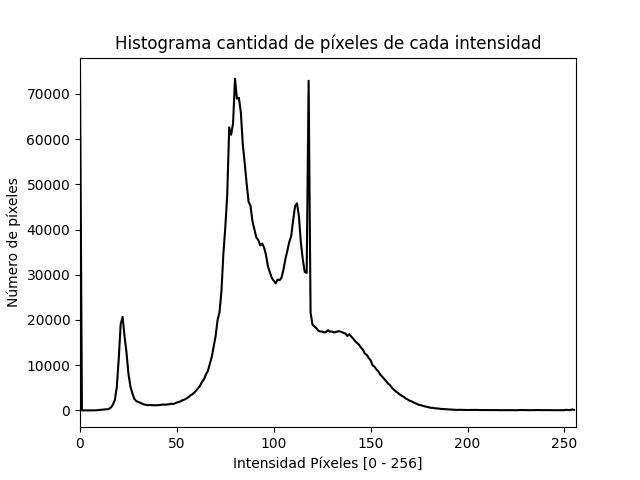 Histograma cantidad de píxeles de cada intensidad
Número de píxeles
70000
60000
50000
40000
30000
20000
10000
0
0 50 100 150 200 250
Intensidad Píxeles [0 - 256]